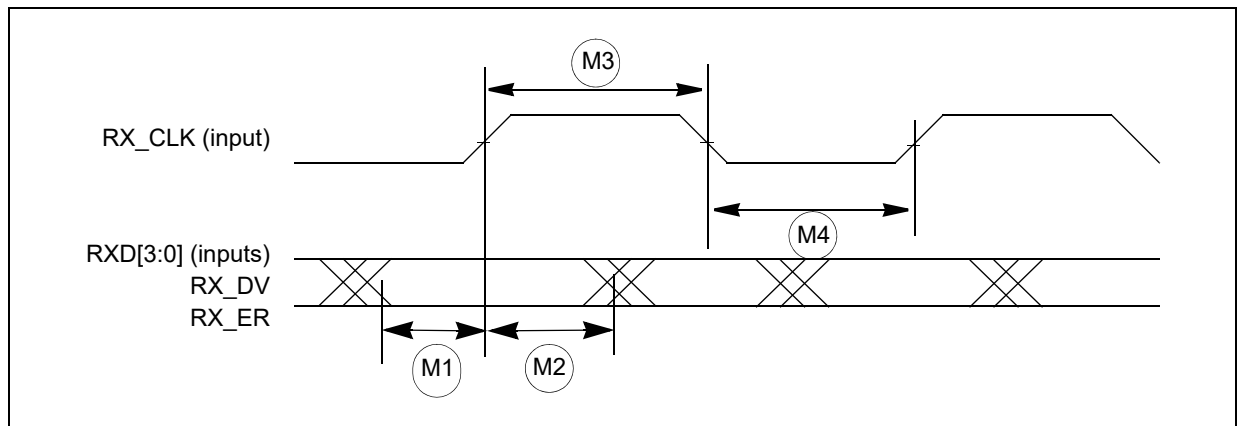 M3
RX_CLK (input)
M4
RXD[3:0] (inputs)
RX_DV
RX_ER
M1
M2